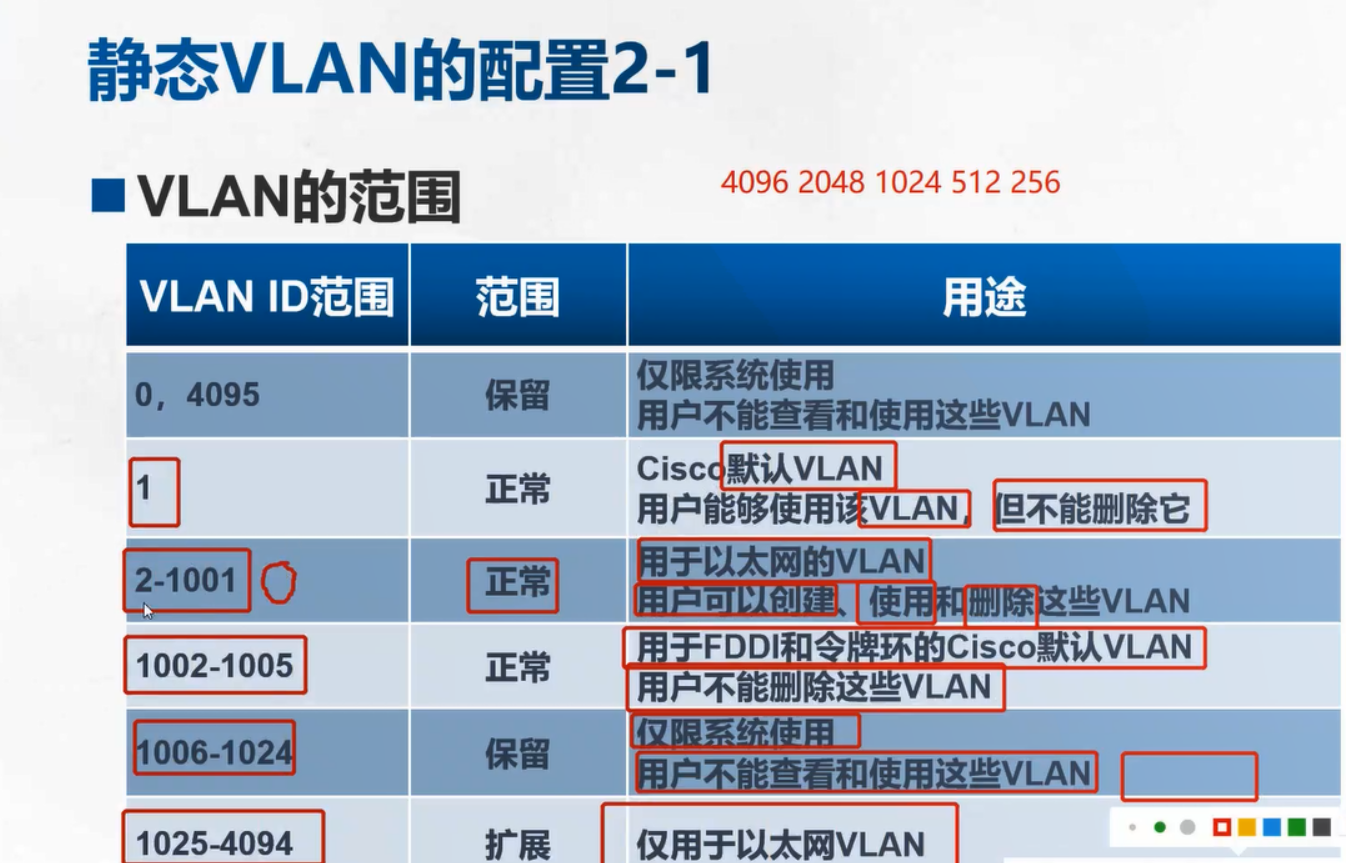 静态VLAN的配置2-1
VLAN的范围
4096 2048 1024 512 256
VLAN ID范围 范围 用途
0，4095 保留 仅限系统使用
用户不能查看和使用这些VLAN
1 正常 Cisco默认VLAN
用户能够使用该VLAN，但不能删除它
2-1001 正常 用于以太网的VLAN
用户可以创建、使用和删除这些VLAN
1002-1005 正常 用于FDDI和令牌环的Cisco默认VLAN
用户不能删除这些VLAN
1006-1024 保留 仅限系统使用
用户不能查看和使用这些VLAN
1025-4094 扩展 仅用于以太网VLAN